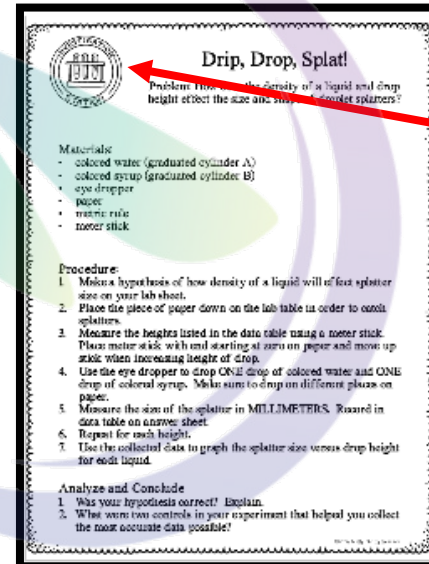 INVESTIGATION
STATION
Drip, Drop, Splat!
Problem: How the density of a liquid and drop
height effect the size and droplet splatters?
Materials:
- colored water (graduated cylinder A)
- colored syrup (graduated cylinder B)
- eye dropper
- paper
- metric rule
- meter stick
Procedure:
1. Make a hypothesis of how density of a liquid will effect splatter
size on your lab sheet.
2. Place the piece of paper down on the lab table in order to catch
splatters.
3. Measure the heights listed in the data table using a meter stick.
Place meter stick with end starting at zero on paper and move up
stick when increasing height of drop.
4. Use the eye dropper to drop ONE drop of colored water and ONE
drop of colored syrup. Make sure to drop on different places on
paper.
5. Measure the size of the splatter in MILLIMETERS. Record in
data table on answer sheet.
6. Repeat for each height.
7. Use the collected data to graph the splatter size versus drop height
for each liquid.
Analyze and Conclude
1. Was your hypothesis correct? Explain.
2. What were two controls in your experiment that helped you collect
the most accurate data possible?